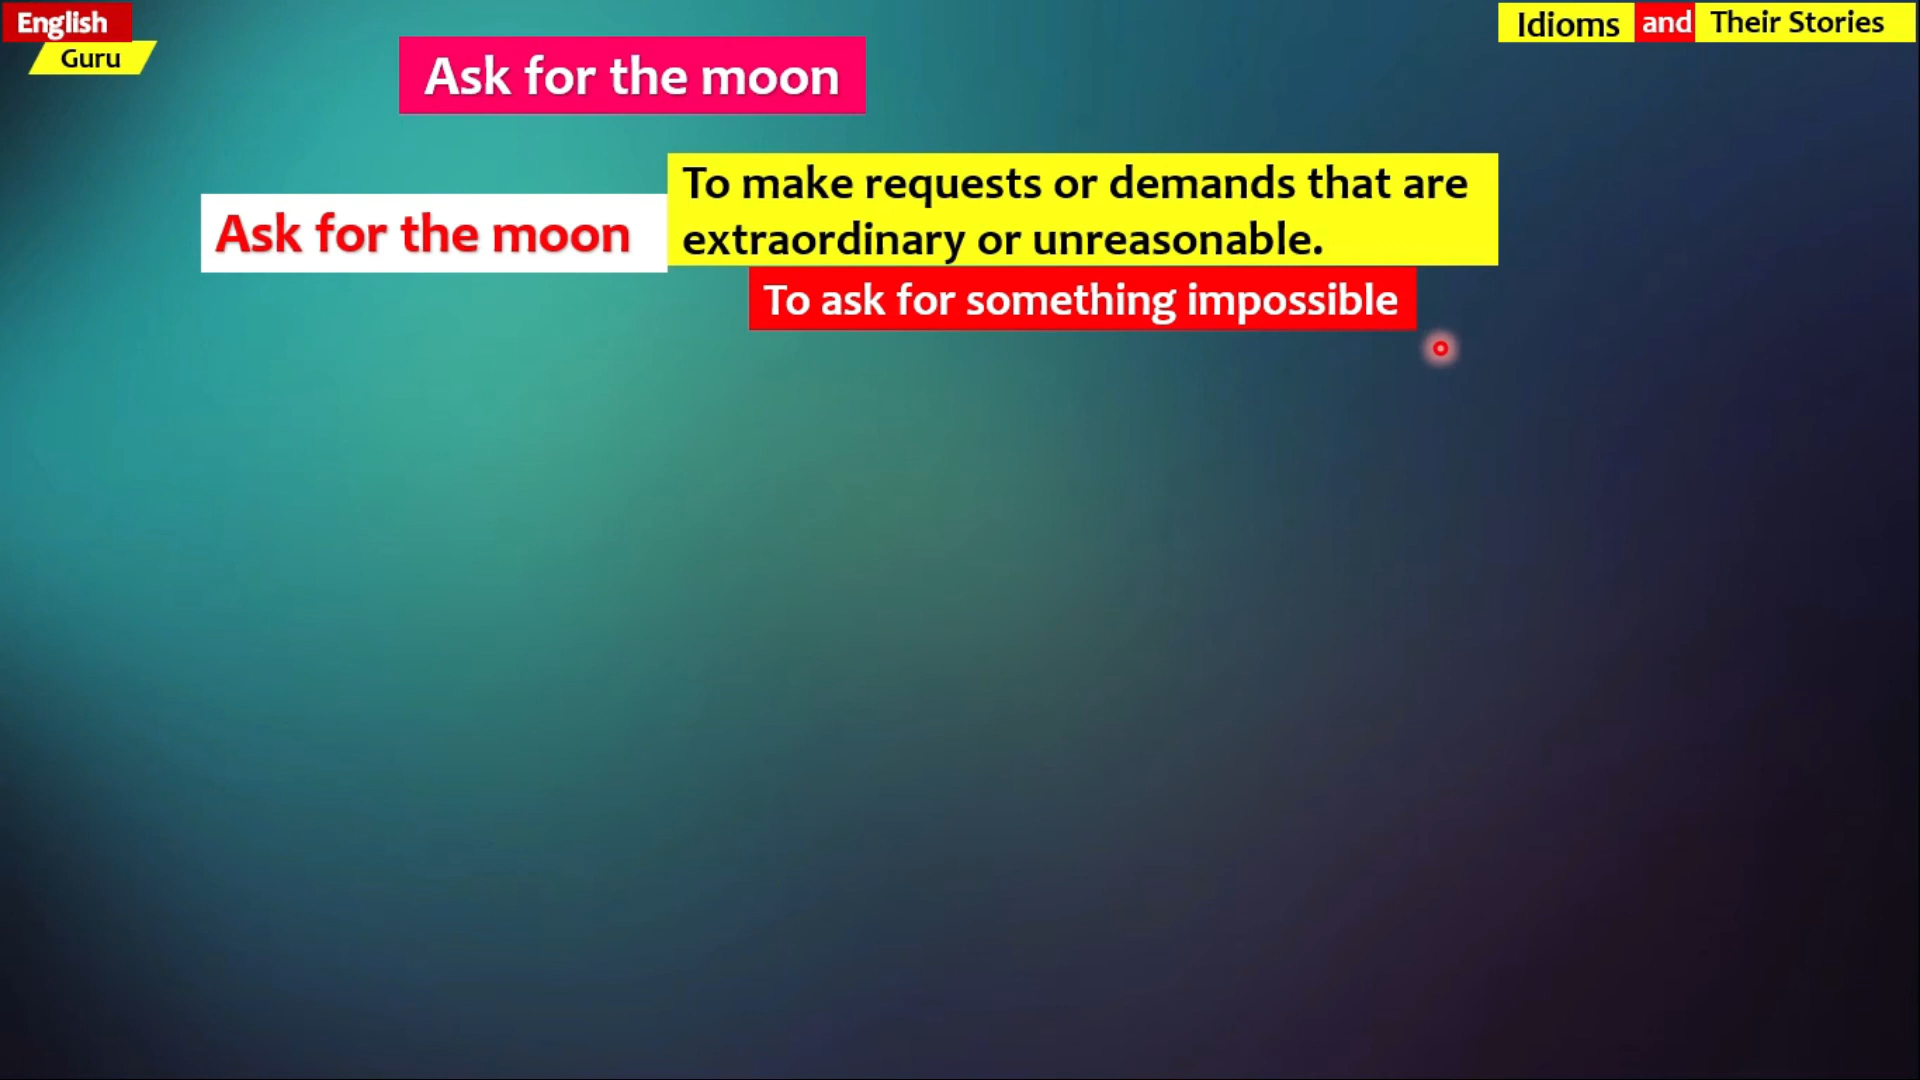 English
Guru
Idioms and Their Stories
Ask for the moon
Ask for the moon
To make requests or demands that are
extraordinary or unreasonable.
To ask for something impossible